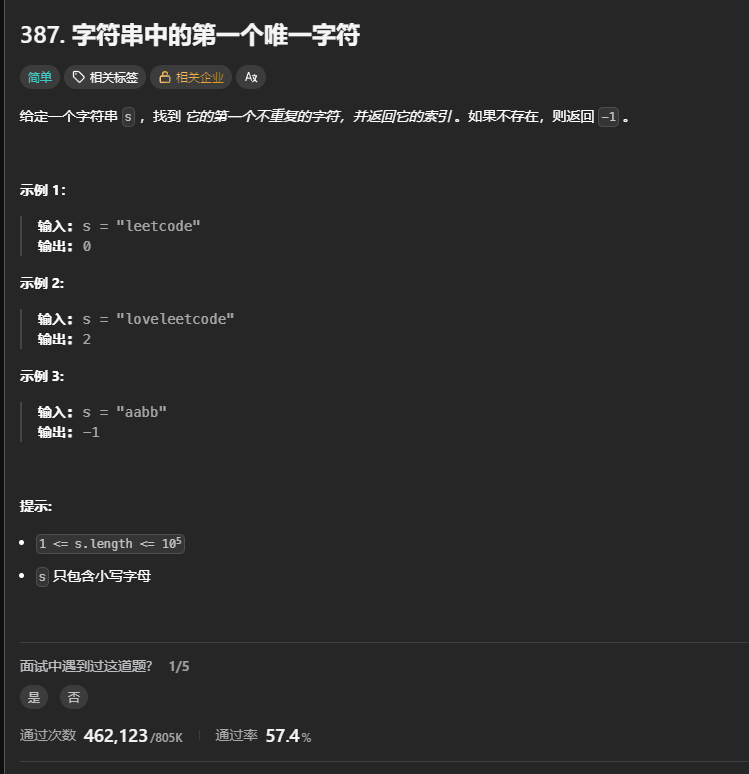 387. 字符串中的第一个唯一字符
简单 相关标签 相关企业 Aあ
给定一个字符串 s ，找到 它的第一个不重复的字符，并返回它的索引 。如果不存在，则返回 -1 。
示例 1：
输入: s = "leetcode"
输出: 0
示例 2:
输入: s = "loveleetcode"
输出: 2
示例 3:
输入: s = "aabb"
输出: -1
提示:
1 <= s.length <= 10⁵
s 只包含小写字母
面试中遇到过这道题? 1/5
是 否
通过次数 462,123/805K 通过率 57.4%